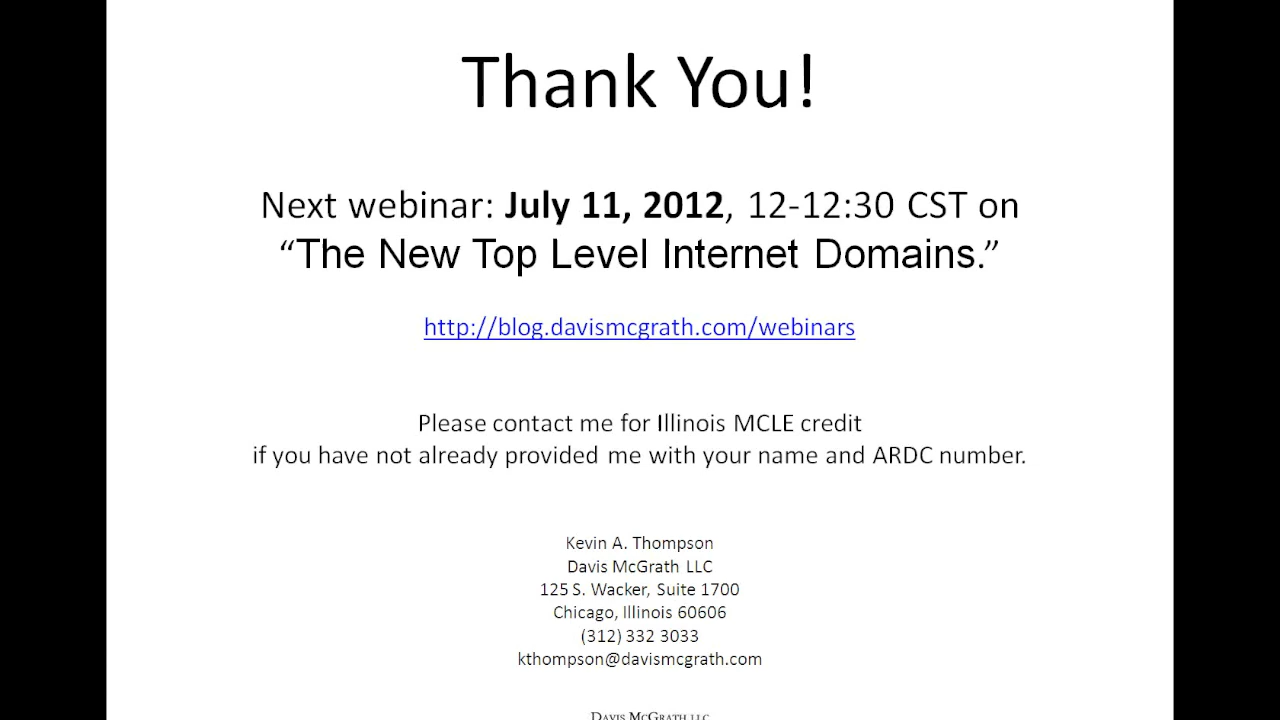 Thank You!
Next webinar: July 11, 2012, 12-12:30 CST on
“The New Top Level Internet Domains.”
http://blog.davismcgrath.com/webinars
Please contact me for Illinois MCLE credit
if you have not already provided me with your name and ARDC number.
Kevin A. Thompson
Davis McGrath LLC
125 S. Wacker, Suite 1700
Chicago, Illinois 60606
(312) 332 3033
kthompson@davismcgrath.com
DAVIS MCGRATH LLC